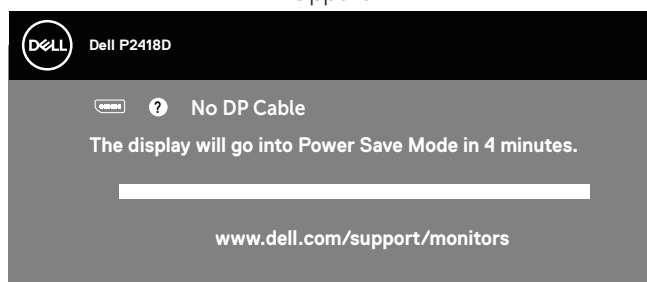 DELL
Dell P2418D
? No DP Cable
The display will go into Power Save Mode in 4 minutes.
www.dell.com/support/monitors